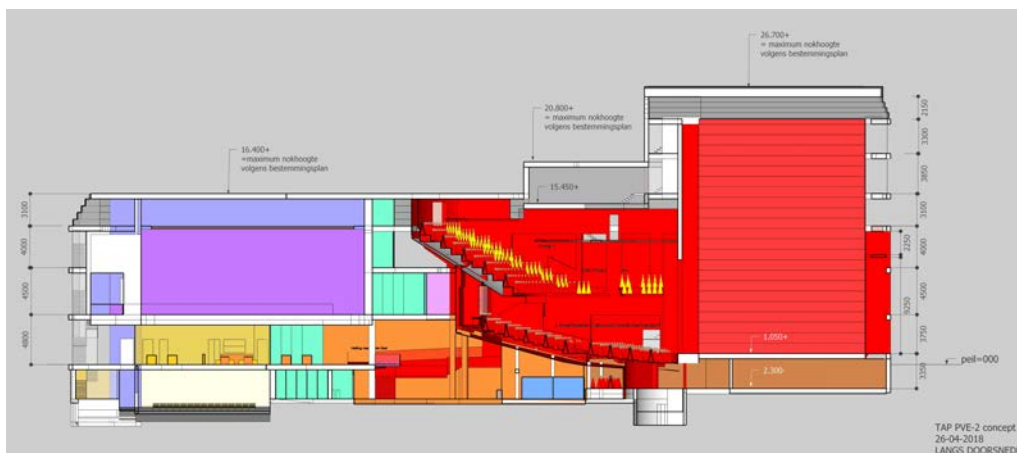 26.700+
= maximum nokhoogte
volgens bestemmingsplan
20.800+
= maximum nokhoogte
volgens bestemmingsplan
16.400+
=maximum nokhoogte
volgens bestemmingsplan
15.450+
2150
3300
3850
3100
3100
4000
2250
4000
4500
4500
9250
4800
3750
1.050+
peil=000
2.300-
3350
TAP PVE-2 concept
26-04-2018
LANGS DOORSNED